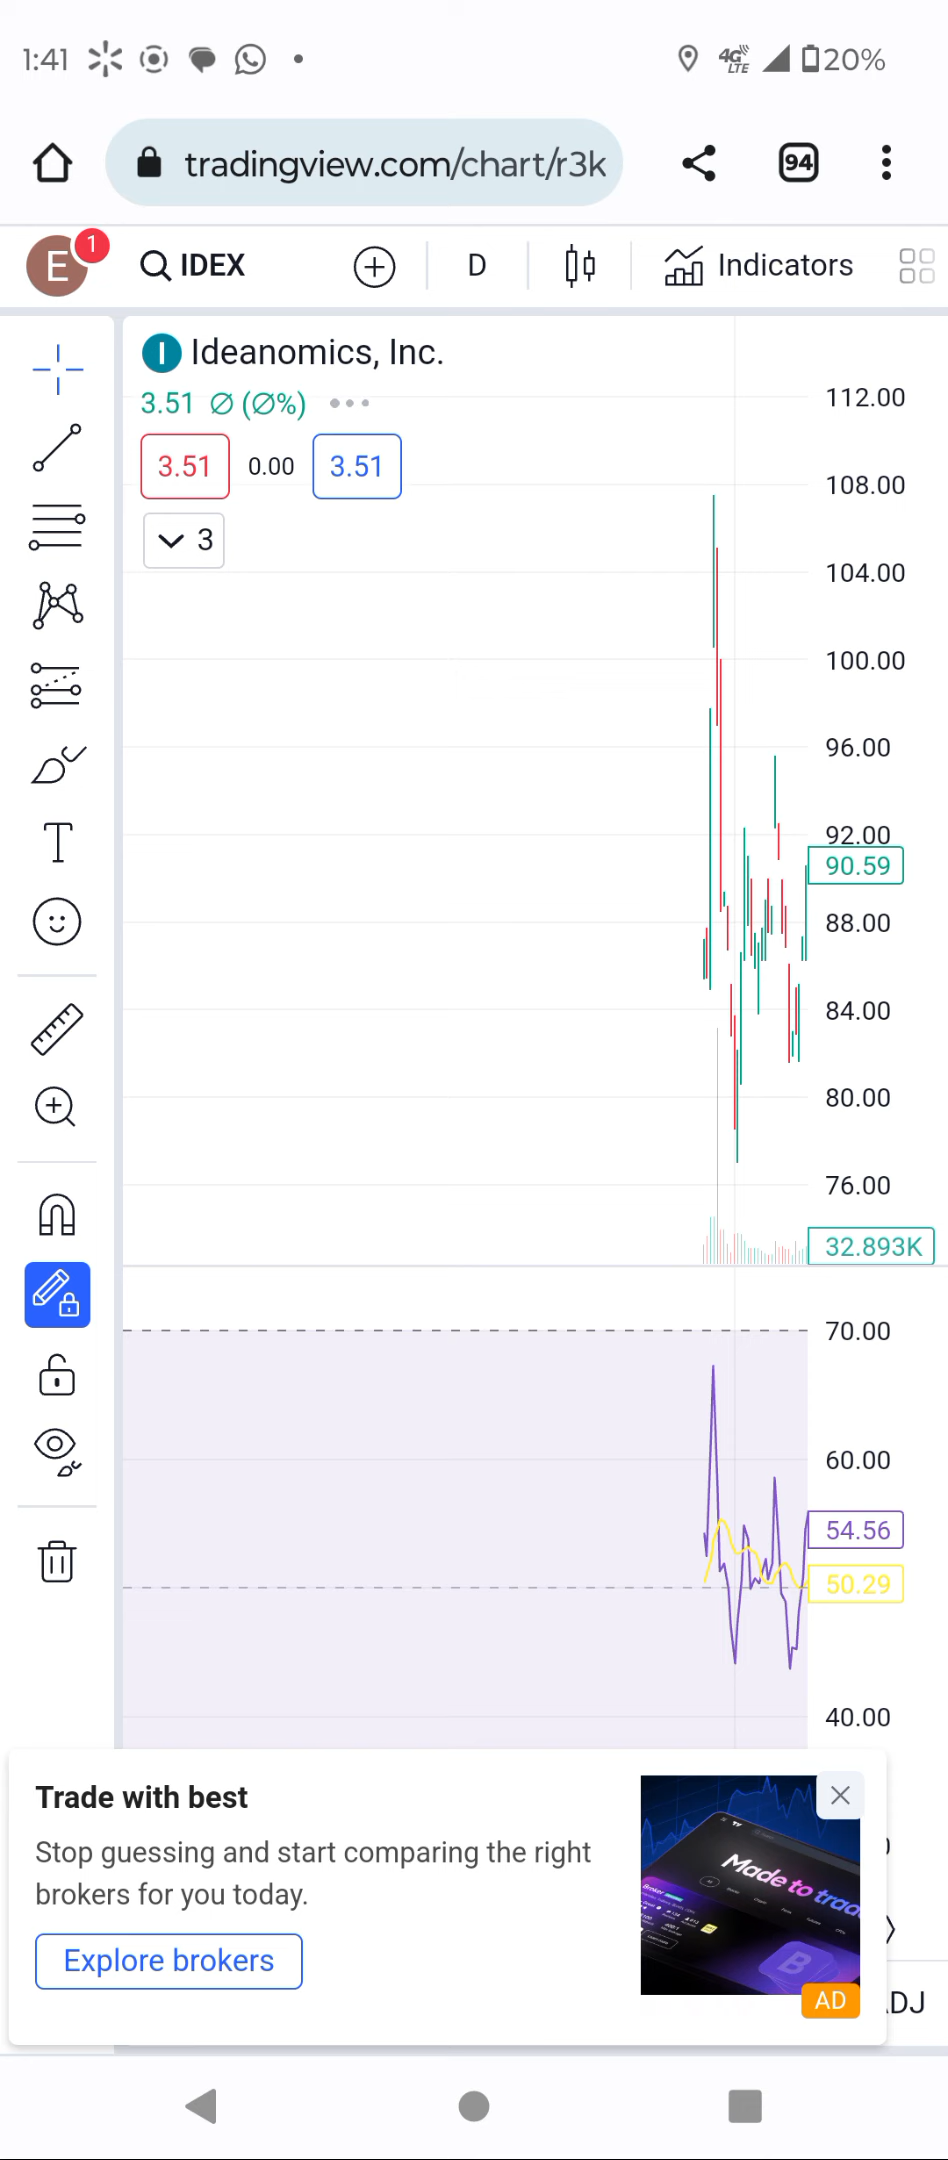 1:41 4G LTE 20%
tradingview.com/chart/r3k 94
E 1 IDEX D Indicators
I Ideanomics, Inc.
3.51 ∅ (∅%)
3.51 0.00 3.51
3
112.00
108.00
104.00
100.00
96.00
92.00
90.59
88.00
84.00
80.00
76.00
32.893K
70.00
60.00
54.56
50.29
40.00
Trade with best
Stop guessing and start comparing the right
brokers for you today.
Explore brokers
Made to trad
B
AD
DJ